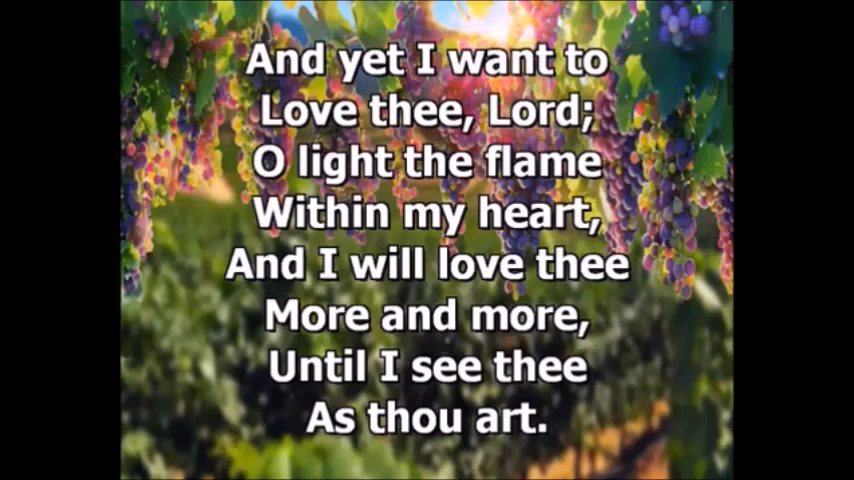 And yet I want to
Love thee, Lord;
O light the flame
Within my heart,
And I will love thee
More and more,
Until I see thee
As thou art.